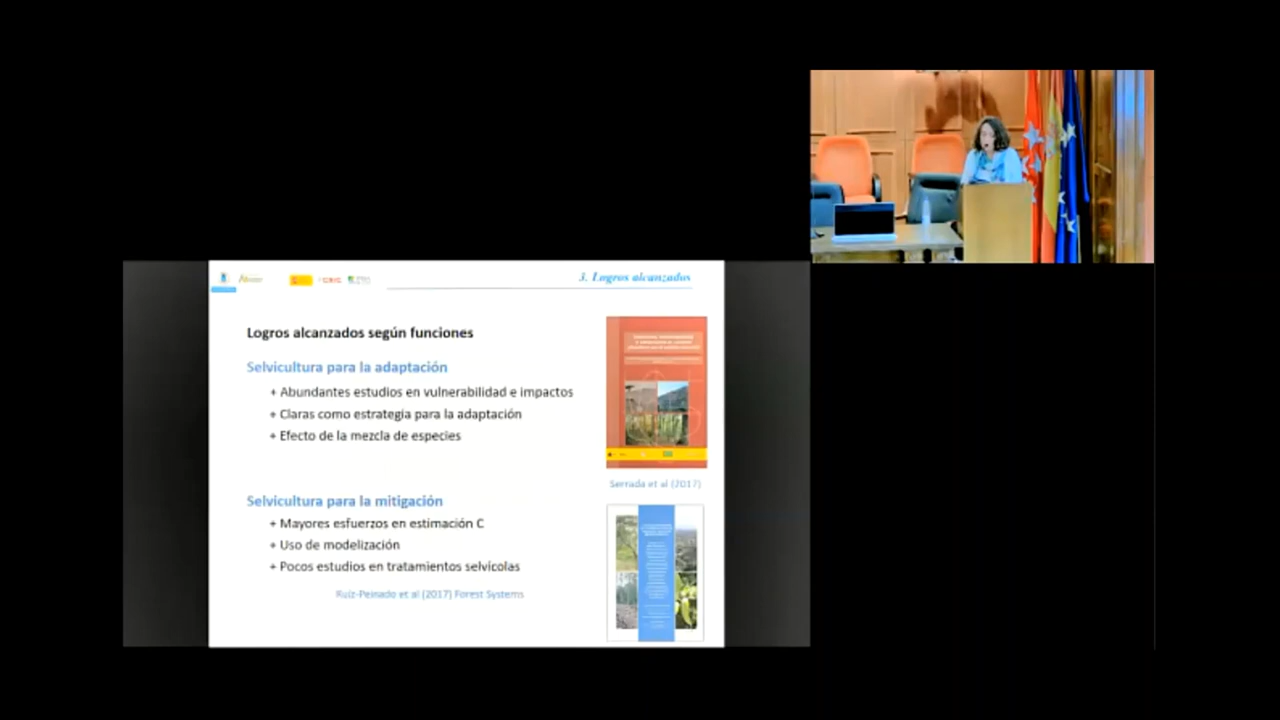 3. Logros alcanzados
Logros alcanzados según funciones
Selvicultura para la adaptación
+ Abundantes estudios en vulnerabilidad e impactos
+ Claras como estrategia para la adaptación
+ Efecto de la mezcla de especies
Serrada et al (2017)
Selvicultura para la mitigación
+ Mayores esfuerzos en estimación C
+ Uso de modelización
+ Pocos estudios en tratamientos selvícolas
Ruíz-Peinado et al (2017) Forest Systems